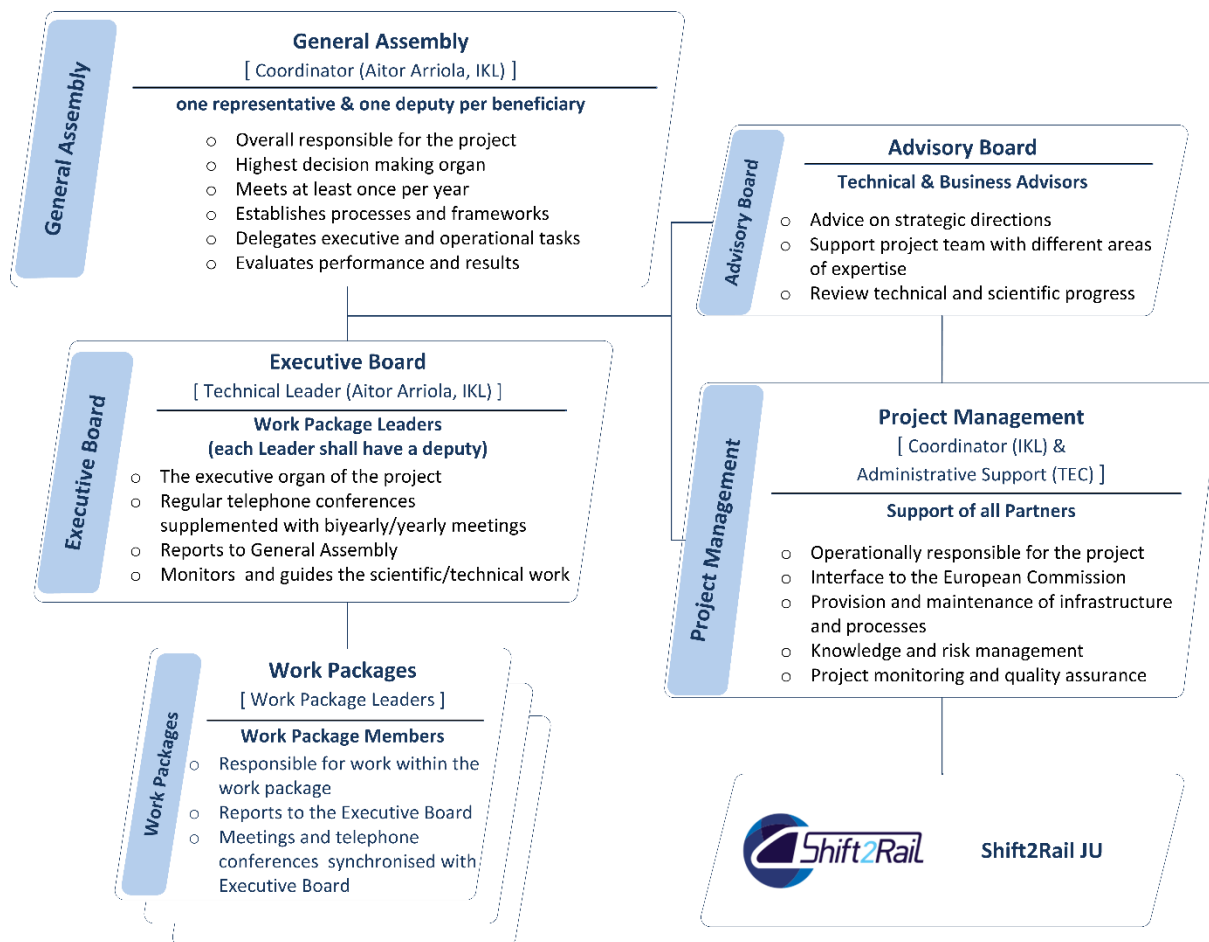 General Assembly
General Assembly
[ Coordinator (Aitor Arriola, IKL) ]
one representative & one deputy per beneficiary
o Overall responsible for the project
o Highest decision making organ
o Meets at least once per year
o Establishes processes and frameworks
o Delegates executive and operational tasks
o Evaluates performance and results
Advisory Board
Advisory Board
Technical & Business Advisors
o Advice on strategic directions
o Support project team with different areas
of expertise
o Review technical and scientific progress
Executive Board
Executive Board
[ Technical Leader (Aitor Arriola, IKL) ]
Work Package Leaders
(each Leader shall have a deputy)
o The executive organ of the project
o Regular telephone conferences
supplemented with biyearly/yearly meetings
o Reports to General Assembly
o Monitors and guides the scientific/technical work
Project Management
Project Management
[ Coordinator (IKL) &
Administrative Support (TEC) ]
Support of all Partners
o Operationally responsible for the project
o Interface to the European Commission
o Provision and maintenance of infrastructure
and processes
o Knowledge and risk management
o Project monitoring and quality assurance
Work Packages
Work Packages
[ Work Package Leaders ]
Work Package Members
o Responsible for work within the
work package
o Reports to the Executive Board
o Meetings and telephone
conferences synchronised with
Executive Board
Shift2Rail
Shift2Rail JU